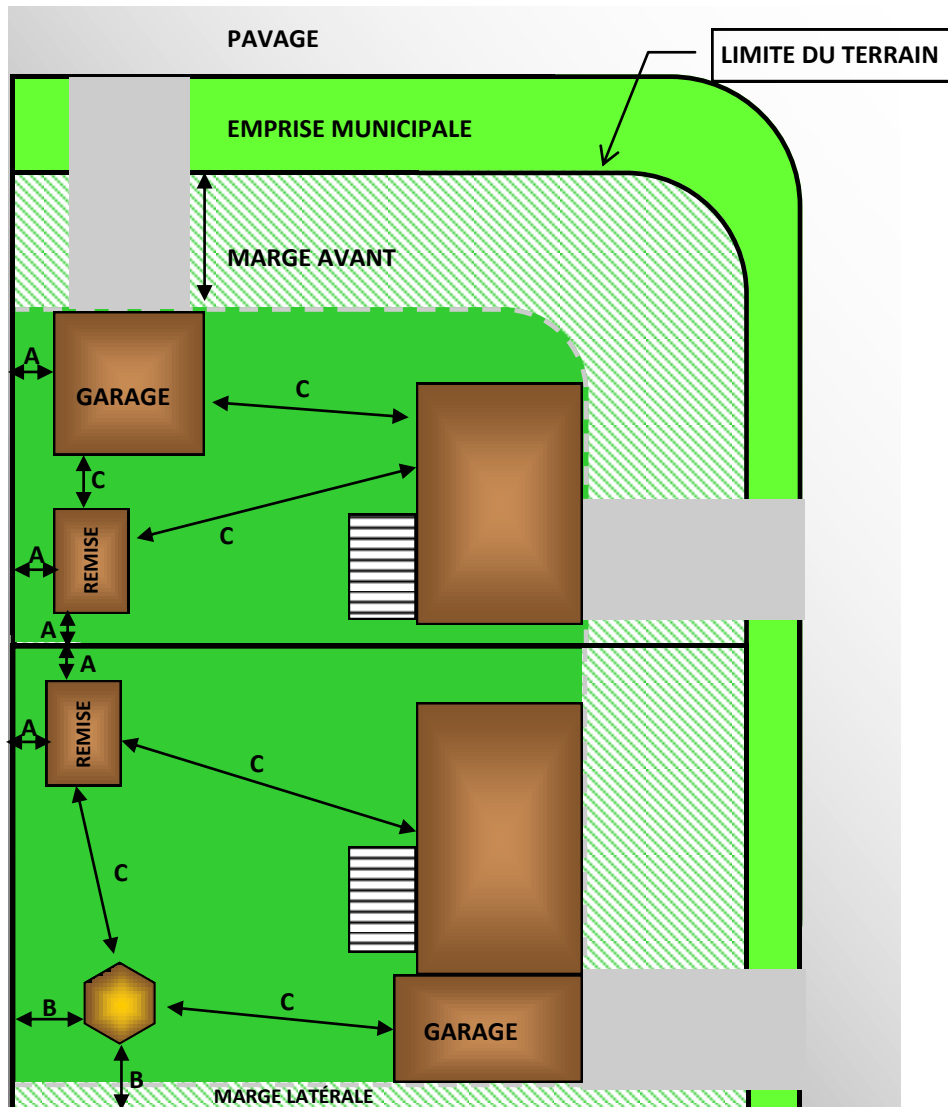 PAVAGE
LIMITE DU TERRAIN
EMPRISE MUNICIPALE
MARGE AVANT
A
GARAGE
C
C
REMISE
C
A
A
A
REMISE
A
C
C
B
C
GARAGE
B
MARGE LATÉRALE